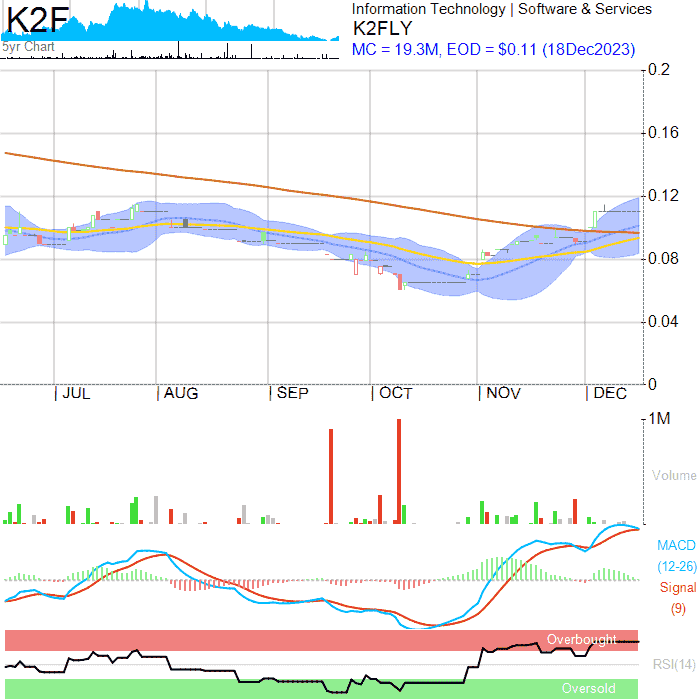 K2F
5yr Chart
Information Technology | Software & Services
K2FLY
MC = 19.3M, EOD = $0.11 (18Dec2023)
0.2
0.16
0.12
0.08
0.04
0
| JUL | AUG | SEP | OCT | NOV | DEC
1M
Volume
MACD
(12-26)
Signal
(9)
Overbought
RSI(14)
Oversold